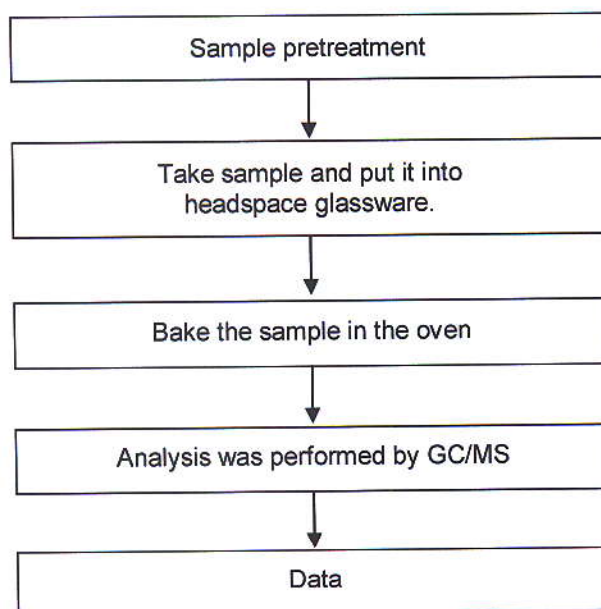 Sample pretreatment
Take sample and put it into
headspace glassware.
Bake the sample in the oven
Analysis was performed by GC/MS
Data